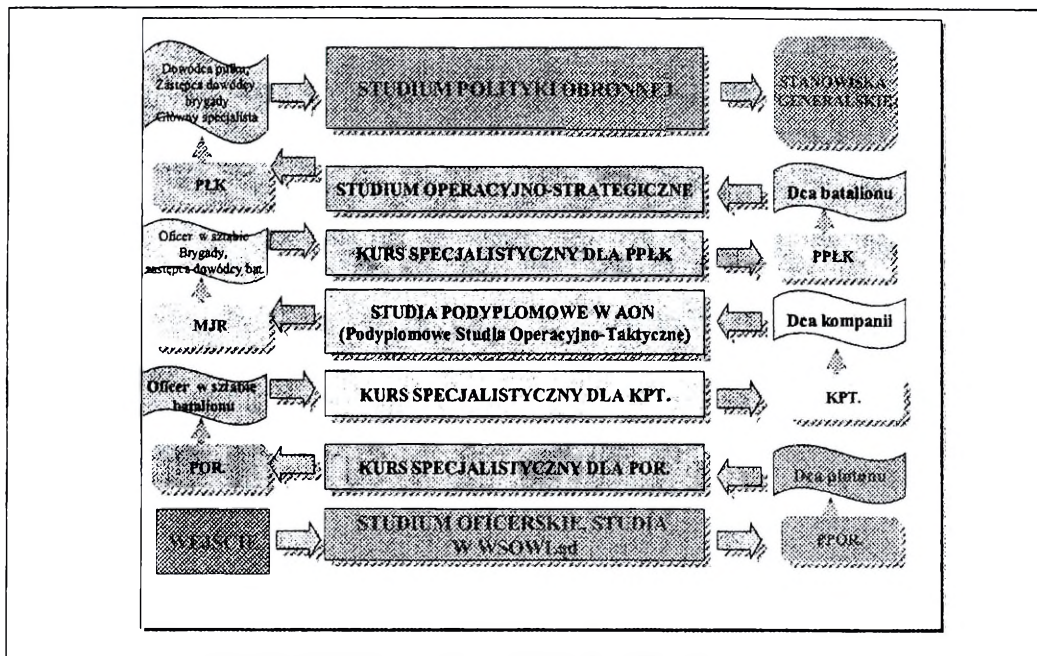 Dowódca pułku,
Zastępca dowódcy
brygady
Główny specjalista
STUDIUM POLITYKI OBRONNEJ
STANOWISKA
GENERALSKIE
PŁK
STUDIUM OPERACYJNO-STRATEGICZNE
Dca batalionu
Oficer w sztabie
Brygady,
zastępca dowódcy bat.
KURS SPECJALISTYCZNY DLA PPŁK
PPŁK
MJR
STUDIA PODYPLOMOWE W AON
(Podyplomowe Studia Operacyjno-Taktyczne)
Dca kompanii
Oficer w sztabie
batalionu
KURS SPECJALISTYCZNY DLA KPT.
KPT.
POR.
KURS SPECJALISTYCZNY DLA POR.
Dca plutonu
WEJŚCIE
STUDIUM OFICERSKIE, STUDIA
W WSOWLąd
PPOR.